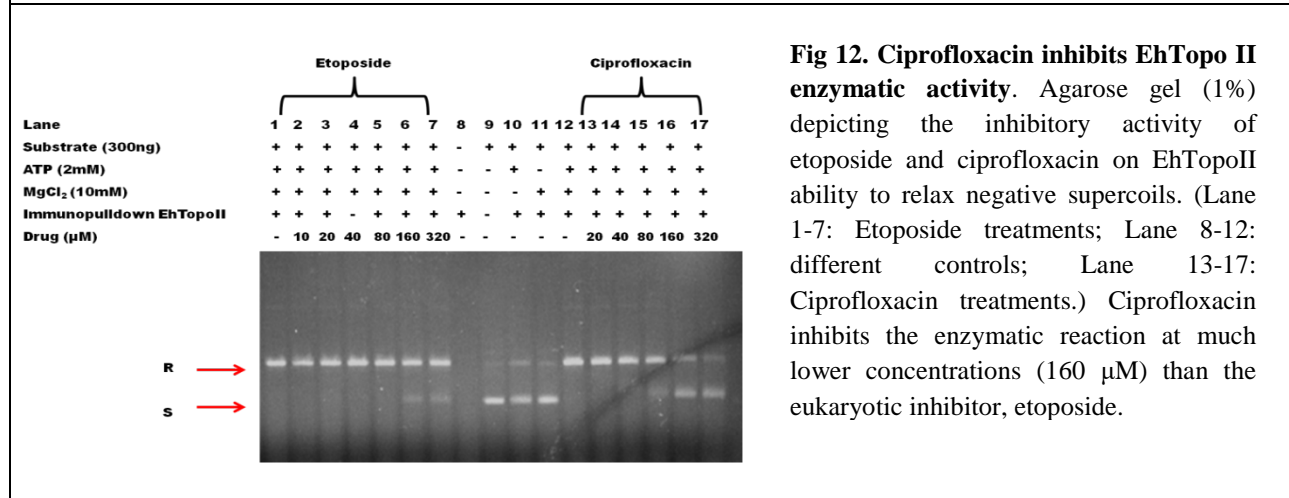 Etoposide Ciprofloxacin
Lane 1 2 3 4 5 6 7 8 9 10 11 12 13 14 15 16 17
Substrate (300ng) + + + + + + + - + + + + + + + + +
ATP (2mM) + + + + + + + - - + - + + + + + +
MgCl₂ (10mM) + + + + + + + - - - + + + + + + +
Immunopulldown EhTopoII + + + - + + + + - + + - + + + + +
Drug (µM) - 10 20 40 80 160 320 - - - - - 20 40 80 160 320
R
S
Fig 12. Ciprofloxacin inhibits EhTopo II
enzymatic activity. Agarose gel (1%)
depicting the inhibitory activity of
etoposide and ciprofloxacin on EhTopoII
ability to relax negative supercoils. (Lane
1-7: Etoposide treatments; Lane 8-12:
different controls; Lane 13-17:
Ciprofloxacin treatments.) Ciprofloxacin
inhibits the enzymatic reaction at much
lower concentrations (160 µM) than the
eukaryotic inhibitor, etoposide.